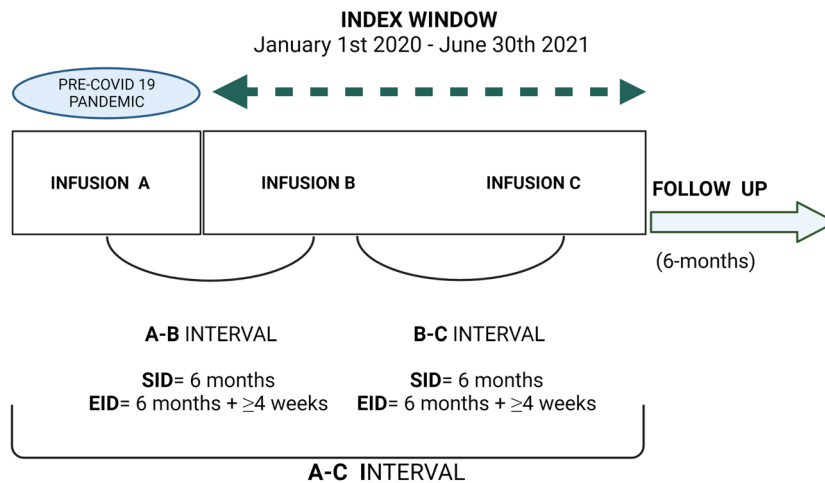 INDEX WINDOW
January 1st 2020 - June 30th 2021
PRE-COVID 19
PANDEMIC
INFUSION A
INFUSION B
INFUSION C
FOLLOW UP
(6-months)
A-B INTERVAL
SID= 6 months
EID= 6 months + ≥4 weeks
B-C INTERVAL
SID= 6 months
EID= 6 months + ≥4 weeks
A-C INTERVAL